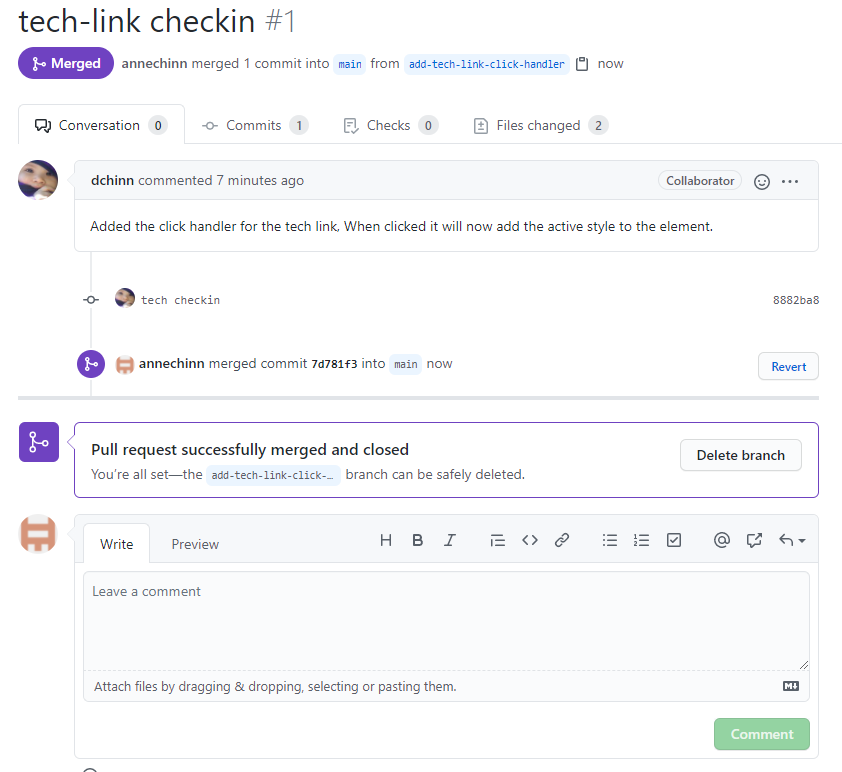 tech-link checkin #1
Merged annechinn merged 1 commit into main from add-tech-link-click-handler now
Conversation 0 Commits 1 Checks 0 Files changed 2
dchinn commented 7 minutes ago Collaborator
Added the click handler for the tech link, When clicked it will now add the active style to the element.
tech checkin 8882ba8
annechinn merged commit 7d781f3 into main now Revert
Pull request successfully merged and closed
You're all set—the add-tech-link-click-… branch can be safely deleted.
Delete branch
Write Preview
Leave a comment
Attach files by dragging & dropping, selecting or pasting them.
Comment